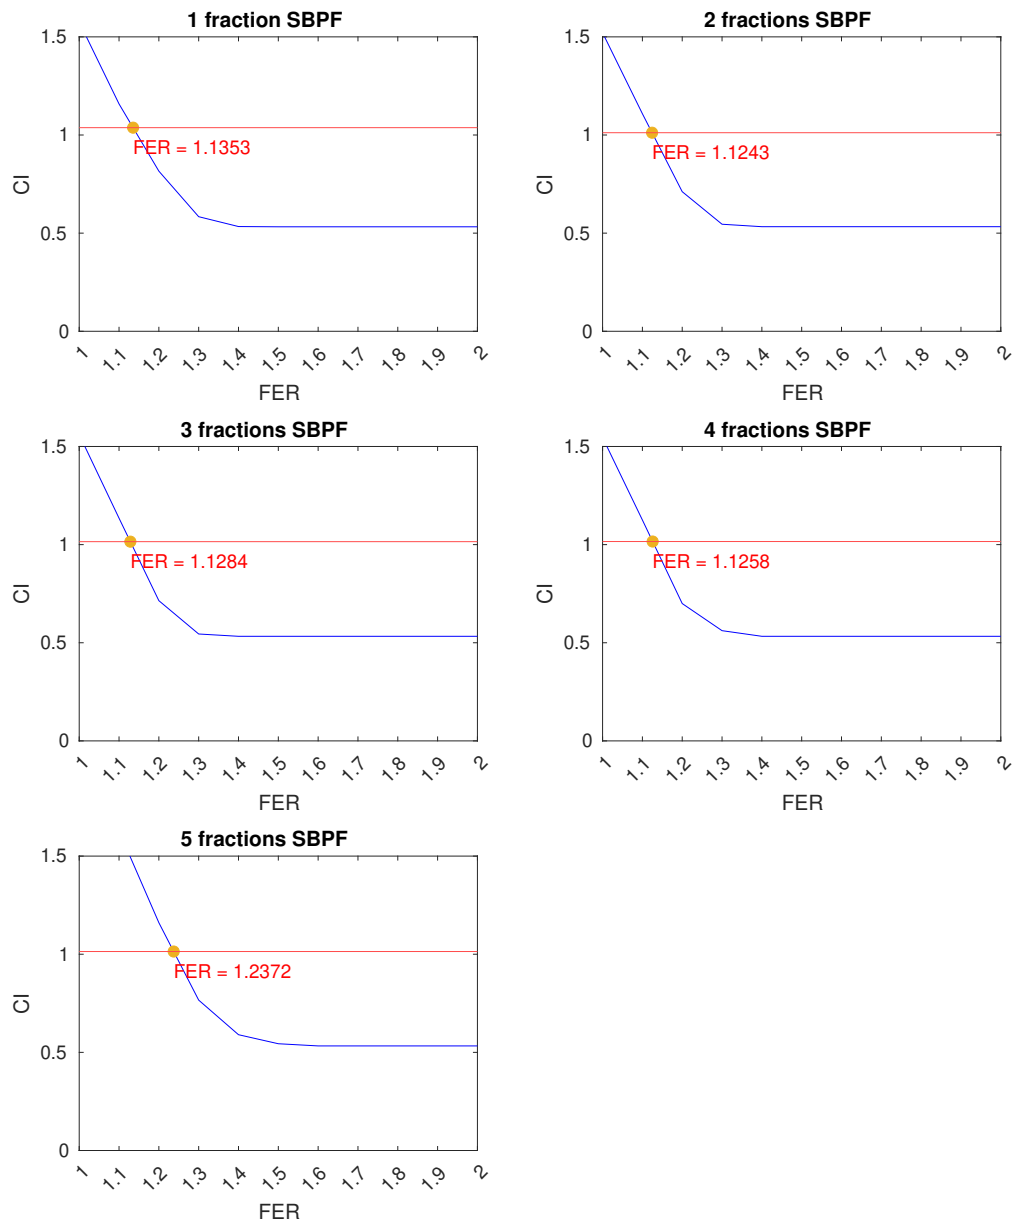 1 fraction SBPF
1.5
1
0.5
0
CI
FER = 1.1353
1 1.1 1.2 1.3 1.4 1.5 1.6 1.7 1.8 1.9 2
FER
2 fractions SBPF
1.5
1
0.5
0
CI
FER = 1.1243
1 1.1 1.2 1.3 1.4 1.5 1.6 1.7 1.8 1.9 2
FER
3 fractions SBPF
1.5
1
0.5
0
CI
FER = 1.1284
1 1.1 1.2 1.3 1.4 1.5 1.6 1.7 1.8 1.9 2
FER
4 fractions SBPF
1.5
1
0.5
0
CI
FER = 1.1258
1 1.1 1.2 1.3 1.4 1.5 1.6 1.7 1.8 1.9 2
FER
5 fractions SBPF
1.5
1
0.5
0
CI
FER = 1.2372
1 1.1 1.2 1.3 1.4 1.5 1.6 1.7 1.8 1.9 2
FER